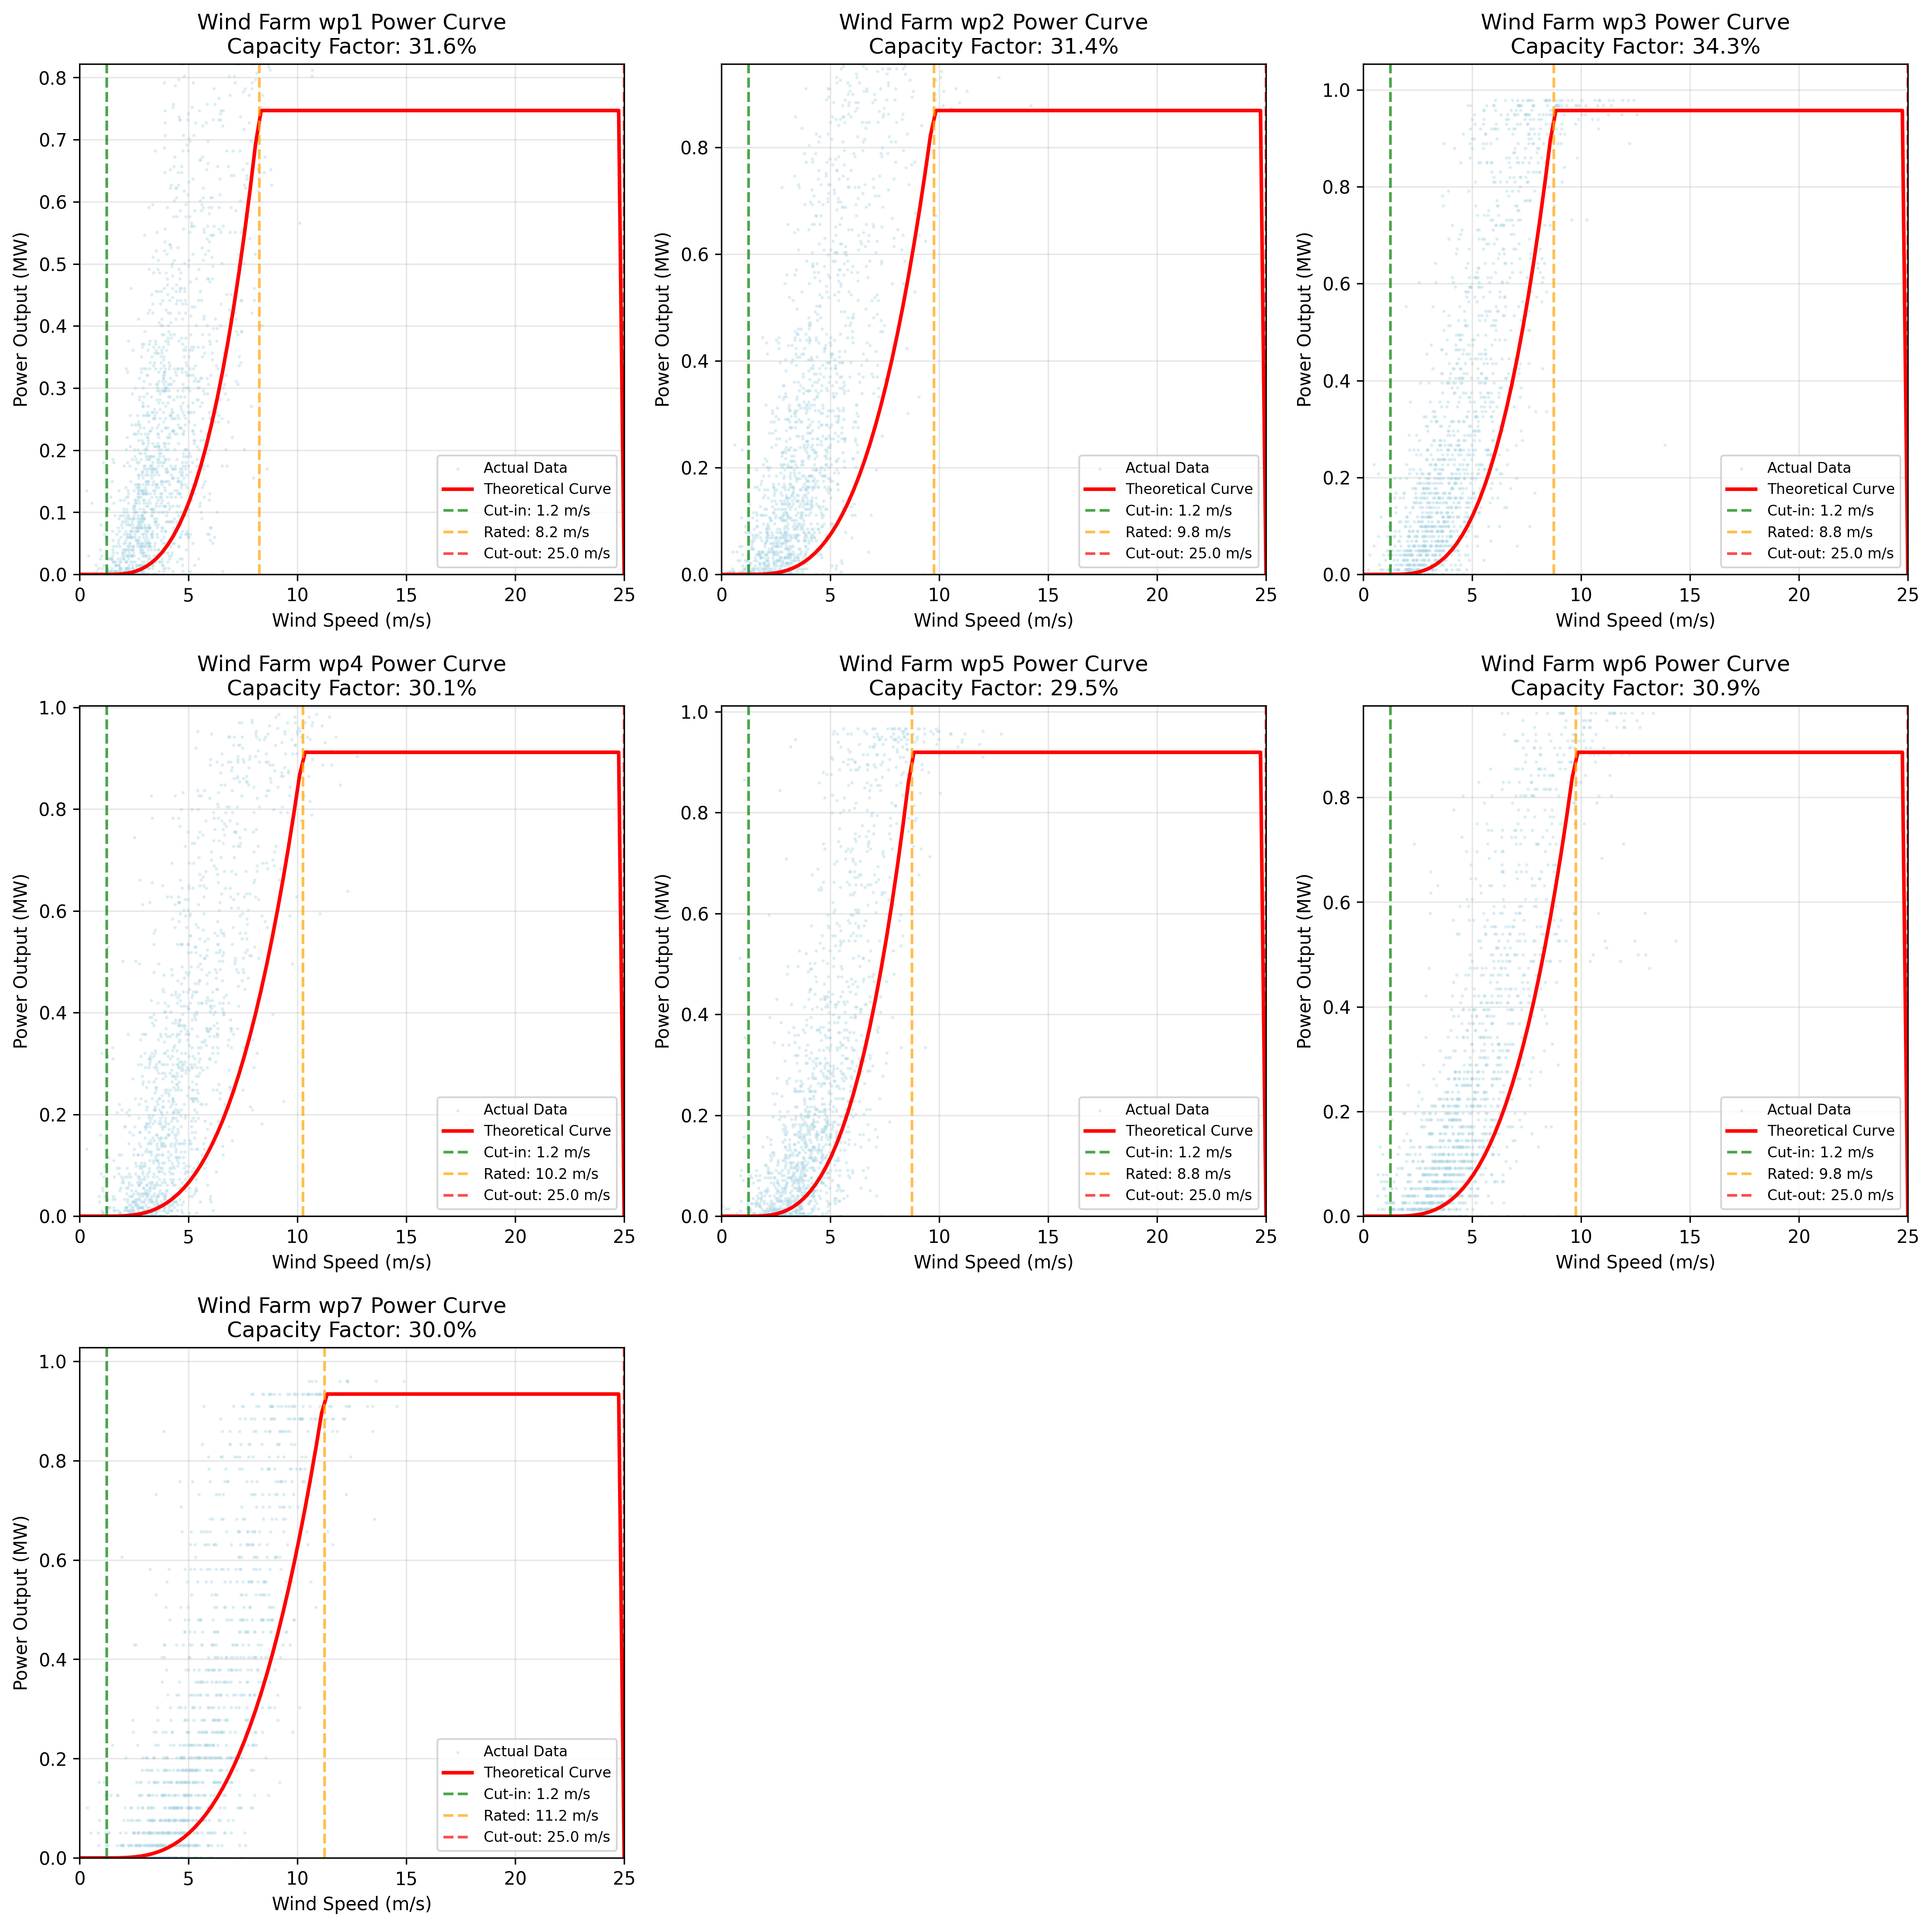 Wind Farm wp1 Power Curve
Capacity Factor: 31.6%
Power Output (MW)
0.8
0.7
0.6
0.5
0.4
0.3
0.2
0.1
0.0
Actual Data
Theoretical Curve
Cut-in: 1.2 m/s
Rated: 8.2 m/s
Cut-out: 25.0 m/s
0 5 10 15 20 25
Wind Speed (m/s)
Wind Farm wp2 Power Curve
Capacity Factor: 31.4%
Power Output (MW)
0.8
0.6
0.4
0.2
0.0
Actual Data
Theoretical Curve
Cut-in: 1.2 m/s
Rated: 9.8 m/s
Cut-out: 25.0 m/s
0 5 10 15 20 25
Wind Speed (m/s)
Wind Farm wp3 Power Curve
Capacity Factor: 34.3%
Power Output (MW)
1.0
0.8
0.6
0.4
0.2
0.0
Actual Data
Theoretical Curve
Cut-in: 1.2 m/s
Rated: 8.8 m/s
Cut-out: 25.0 m/s
0 5 10 15 20 25
Wind Speed (m/s)
Wind Farm wp4 Power Curve
Capacity Factor: 30.1%
Power Output (MW)
1.0
0.8
0.6
0.4
0.2
0.0
Actual Data
Theoretical Curve
Cut-in: 1.2 m/s
Rated: 10.2 m/s
Cut-out: 25.0 m/s
0 5 10 15 20 25
Wind Speed (m/s)
Wind Farm wp5 Power Curve
Capacity Factor: 29.5%
Power Output (MW)
1.0
0.8
0.6
0.4
0.2
0.0
Actual Data
Theoretical Curve
Cut-in: 1.2 m/s
Rated: 8.8 m/s
Cut-out: 25.0 m/s
0 5 10 15 20 25
Wind Speed (m/s)
Wind Farm wp6 Power Curve
Capacity Factor: 30.9%
Power Output (MW)
0.8
0.6
0.4
0.2
0.0
Actual Data
Theoretical Curve
Cut-in: 1.2 m/s
Rated: 9.8 m/s
Cut-out: 25.0 m/s
0 5 10 15 20 25
Wind Speed (m/s)
Wind Farm wp7 Power Curve
Capacity Factor: 30.0%
Power Output (MW)
1.0
0.8
0.6
0.4
0.2
0.0
Actual Data
Theoretical Curve
Cut-in: 1.2 m/s
Rated: 11.2 m/s
Cut-out: 25.0 m/s
0 5 10 15 20 25
Wind Speed (m/s)